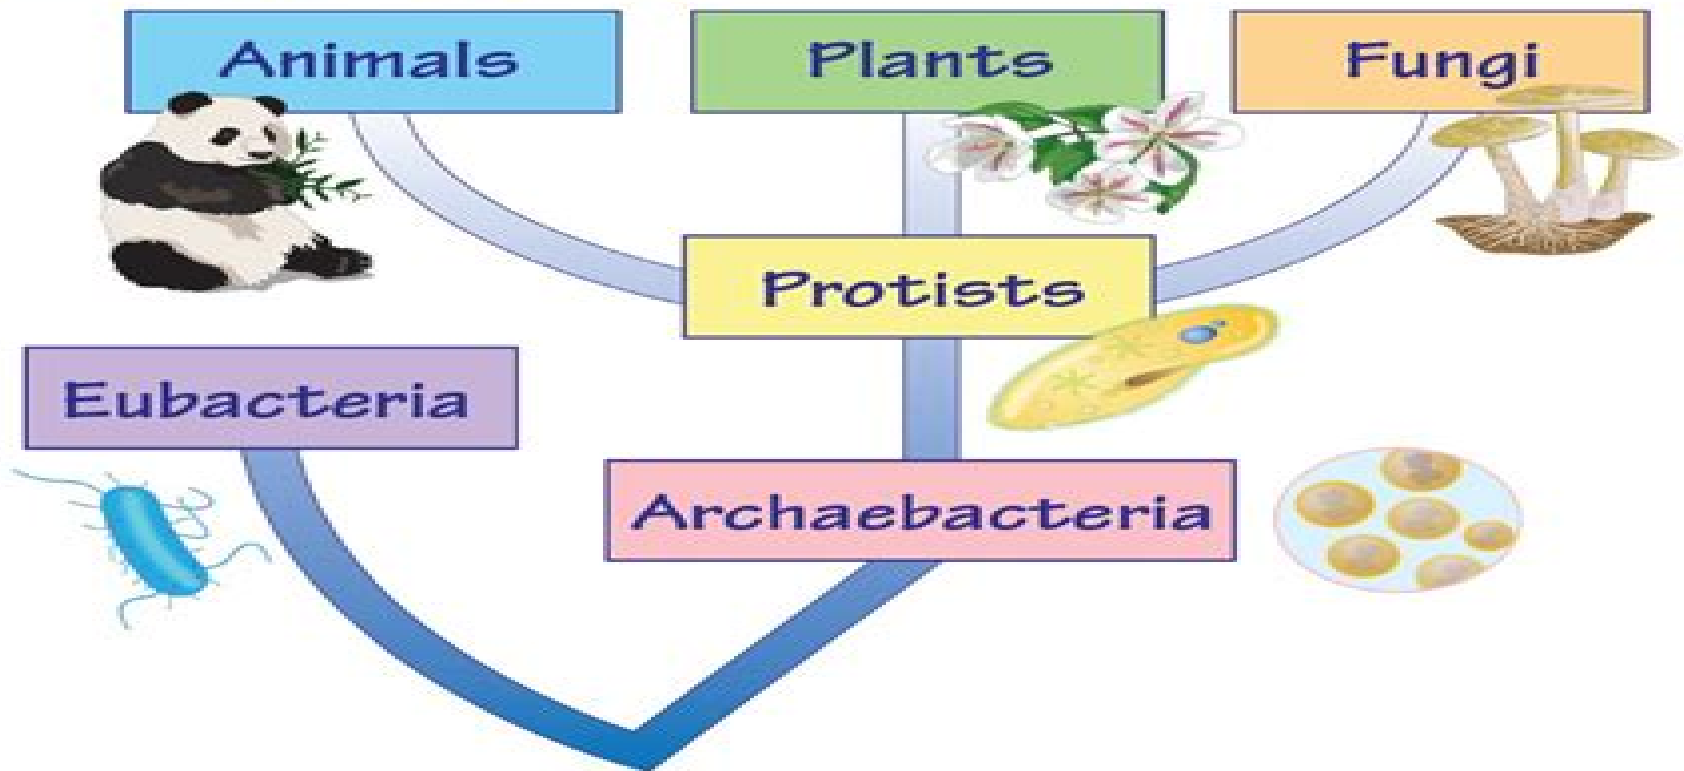 Animals
Plants
Fungi
Protists
Eubacteria
Archaebacteria